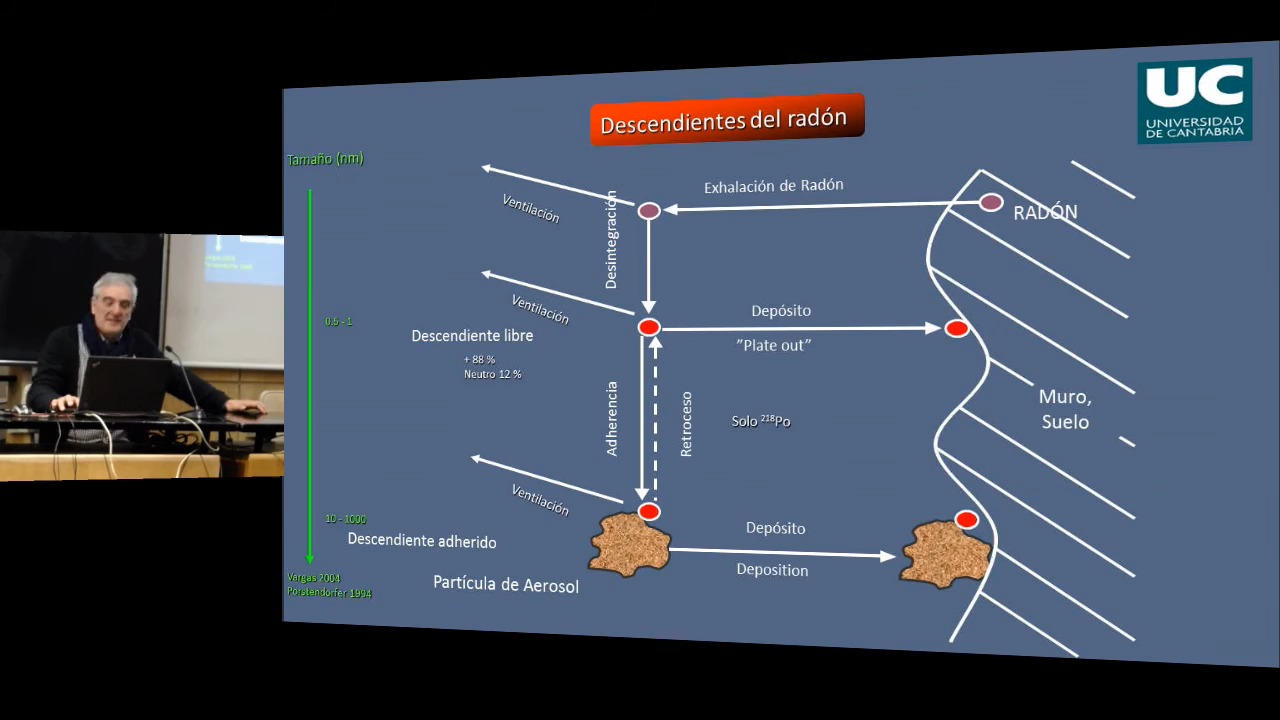 Descendientes del radón
UC
UNIVERSIDAD
DE CANTABRIA
Tamaño (nm)
Ventilación
Desintegración
Exhalación de Radón
RADÓN
0.5 - 1
Ventilación
Depósito
"Plate out"
Descendiente libre
+ 88 %
Neutro 12 %
Adherencia
Retroceso
Solo ²¹⁸Po
Muro,
Suelo
Ventilación
10 - 1000
Descendiente adherido
Depósito
Deposition
Partícula de Aerosol
Vargas 2004
Porstendorfer 1994